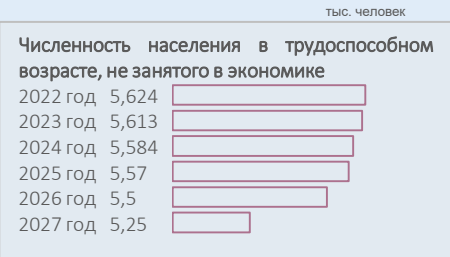 тыс. человек
Численность населения в трудоспособном
возрасте, не занятого в экономике
2022 год 5,624
2023 год 5,613
2024 год 5,584
2025 год 5,57
2026 год 5,5
2027 год 5,25